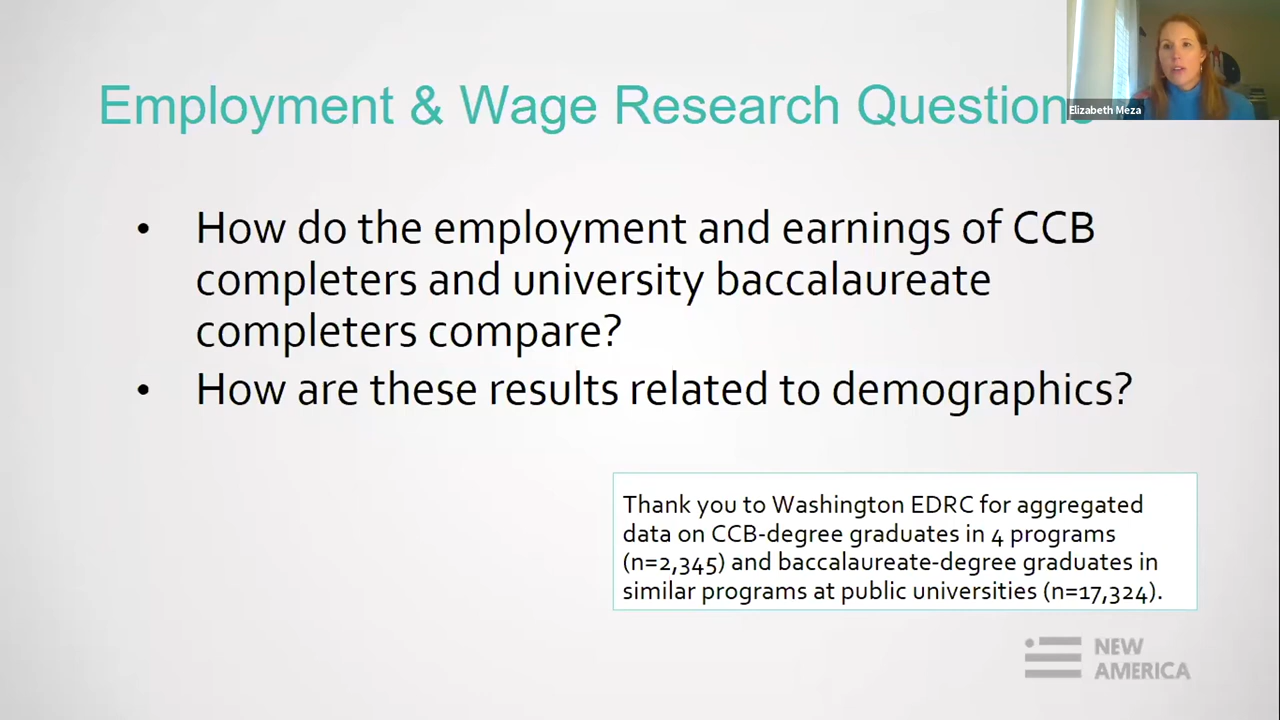 Employment & Wage Research Questions
Elizabeth Meza
• How do the employment and earnings of CCB
completers and university baccalaureate
completers compare?
• How are these results related to demographics?
Thank you to Washington EDRC for aggregated
data on CCB-degree graduates in 4 programs
(n=2,345) and baccalaureate-degree graduates in
similar programs at public universities (n=17,324).
NEW
AMERICA